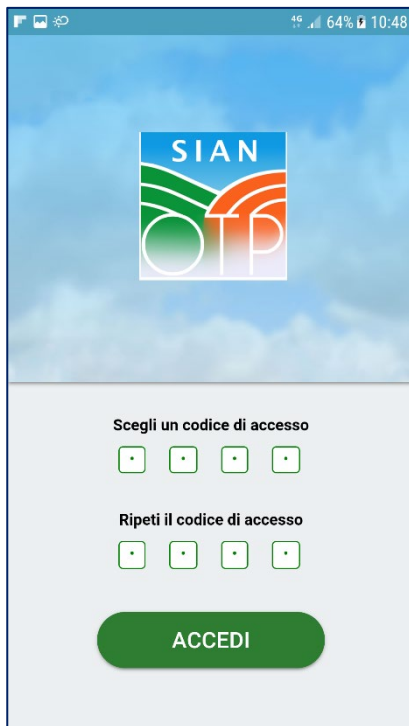 4G 64% 10:48
SIAN
OTP
Scegli un codice di accesso
Ripeti il codice di accesso
ACCEDI